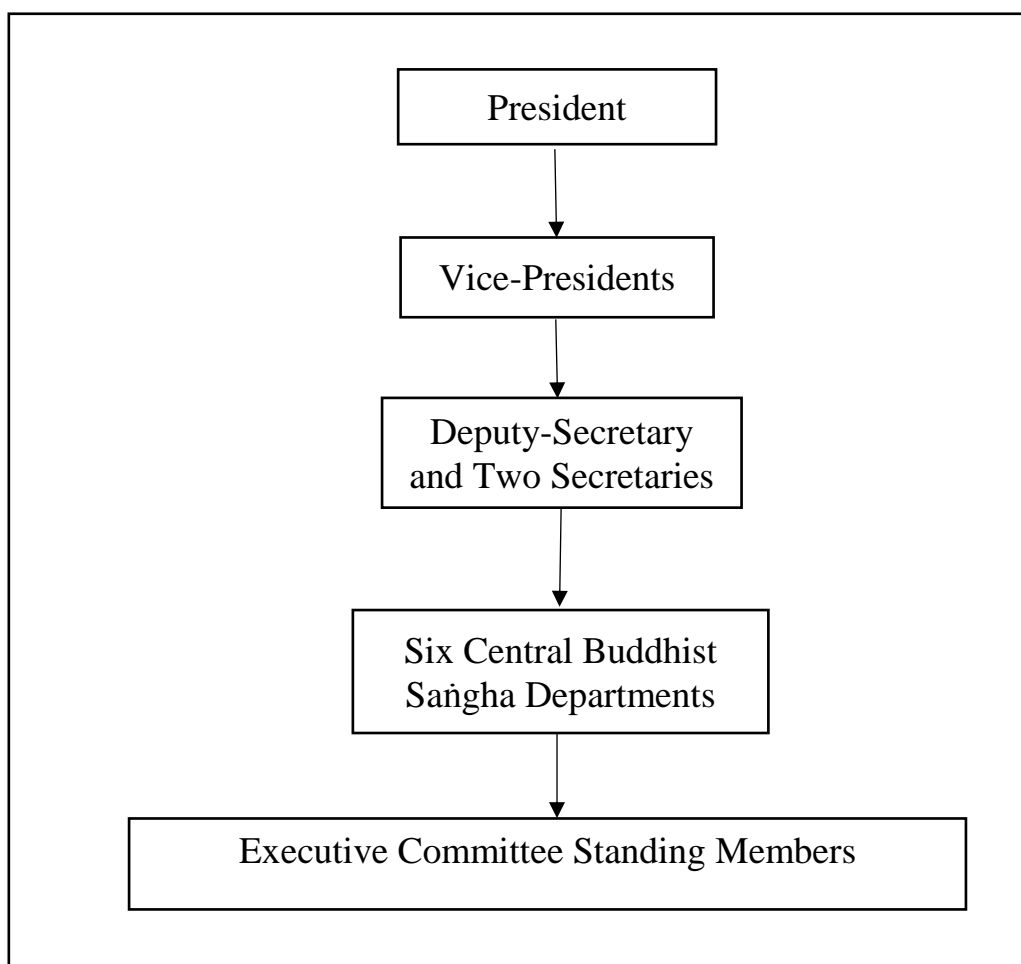 President
Vice-Presidents
Deputy-Secretary
and Two Secretaries
Six Central Buddhist
Saṅgha Departments
Executive Committee Standing Members